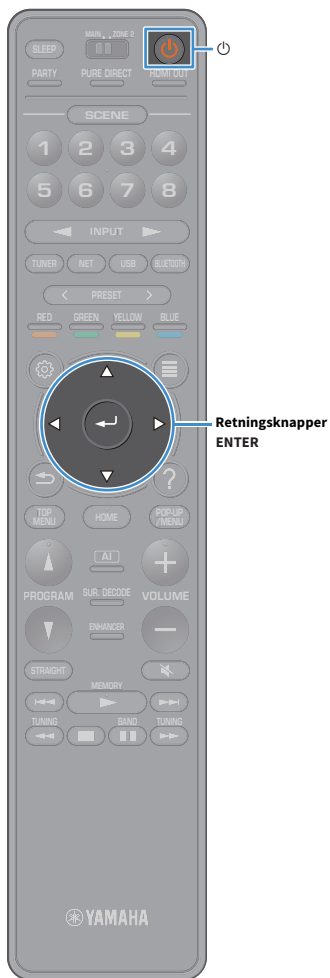 MAIN ZONE 2
SLEEP
PARTY PURE DIRECT HDMI OUT
SCENE
1 2 3 4
5 6 7 8
INPUT
TUNER NET USB BLUETOOTH
PRESET
RED GREEN YELLOW BLUE
Retningsknapper
ENTER
?
TOP MENU HOME POP-UP /MENU
AI
PROGRAM SUR. DECODE VOLUME
ENHANCER
STRAIGHT
MEMORY
TUNING BAND TUNING
YAMAHA